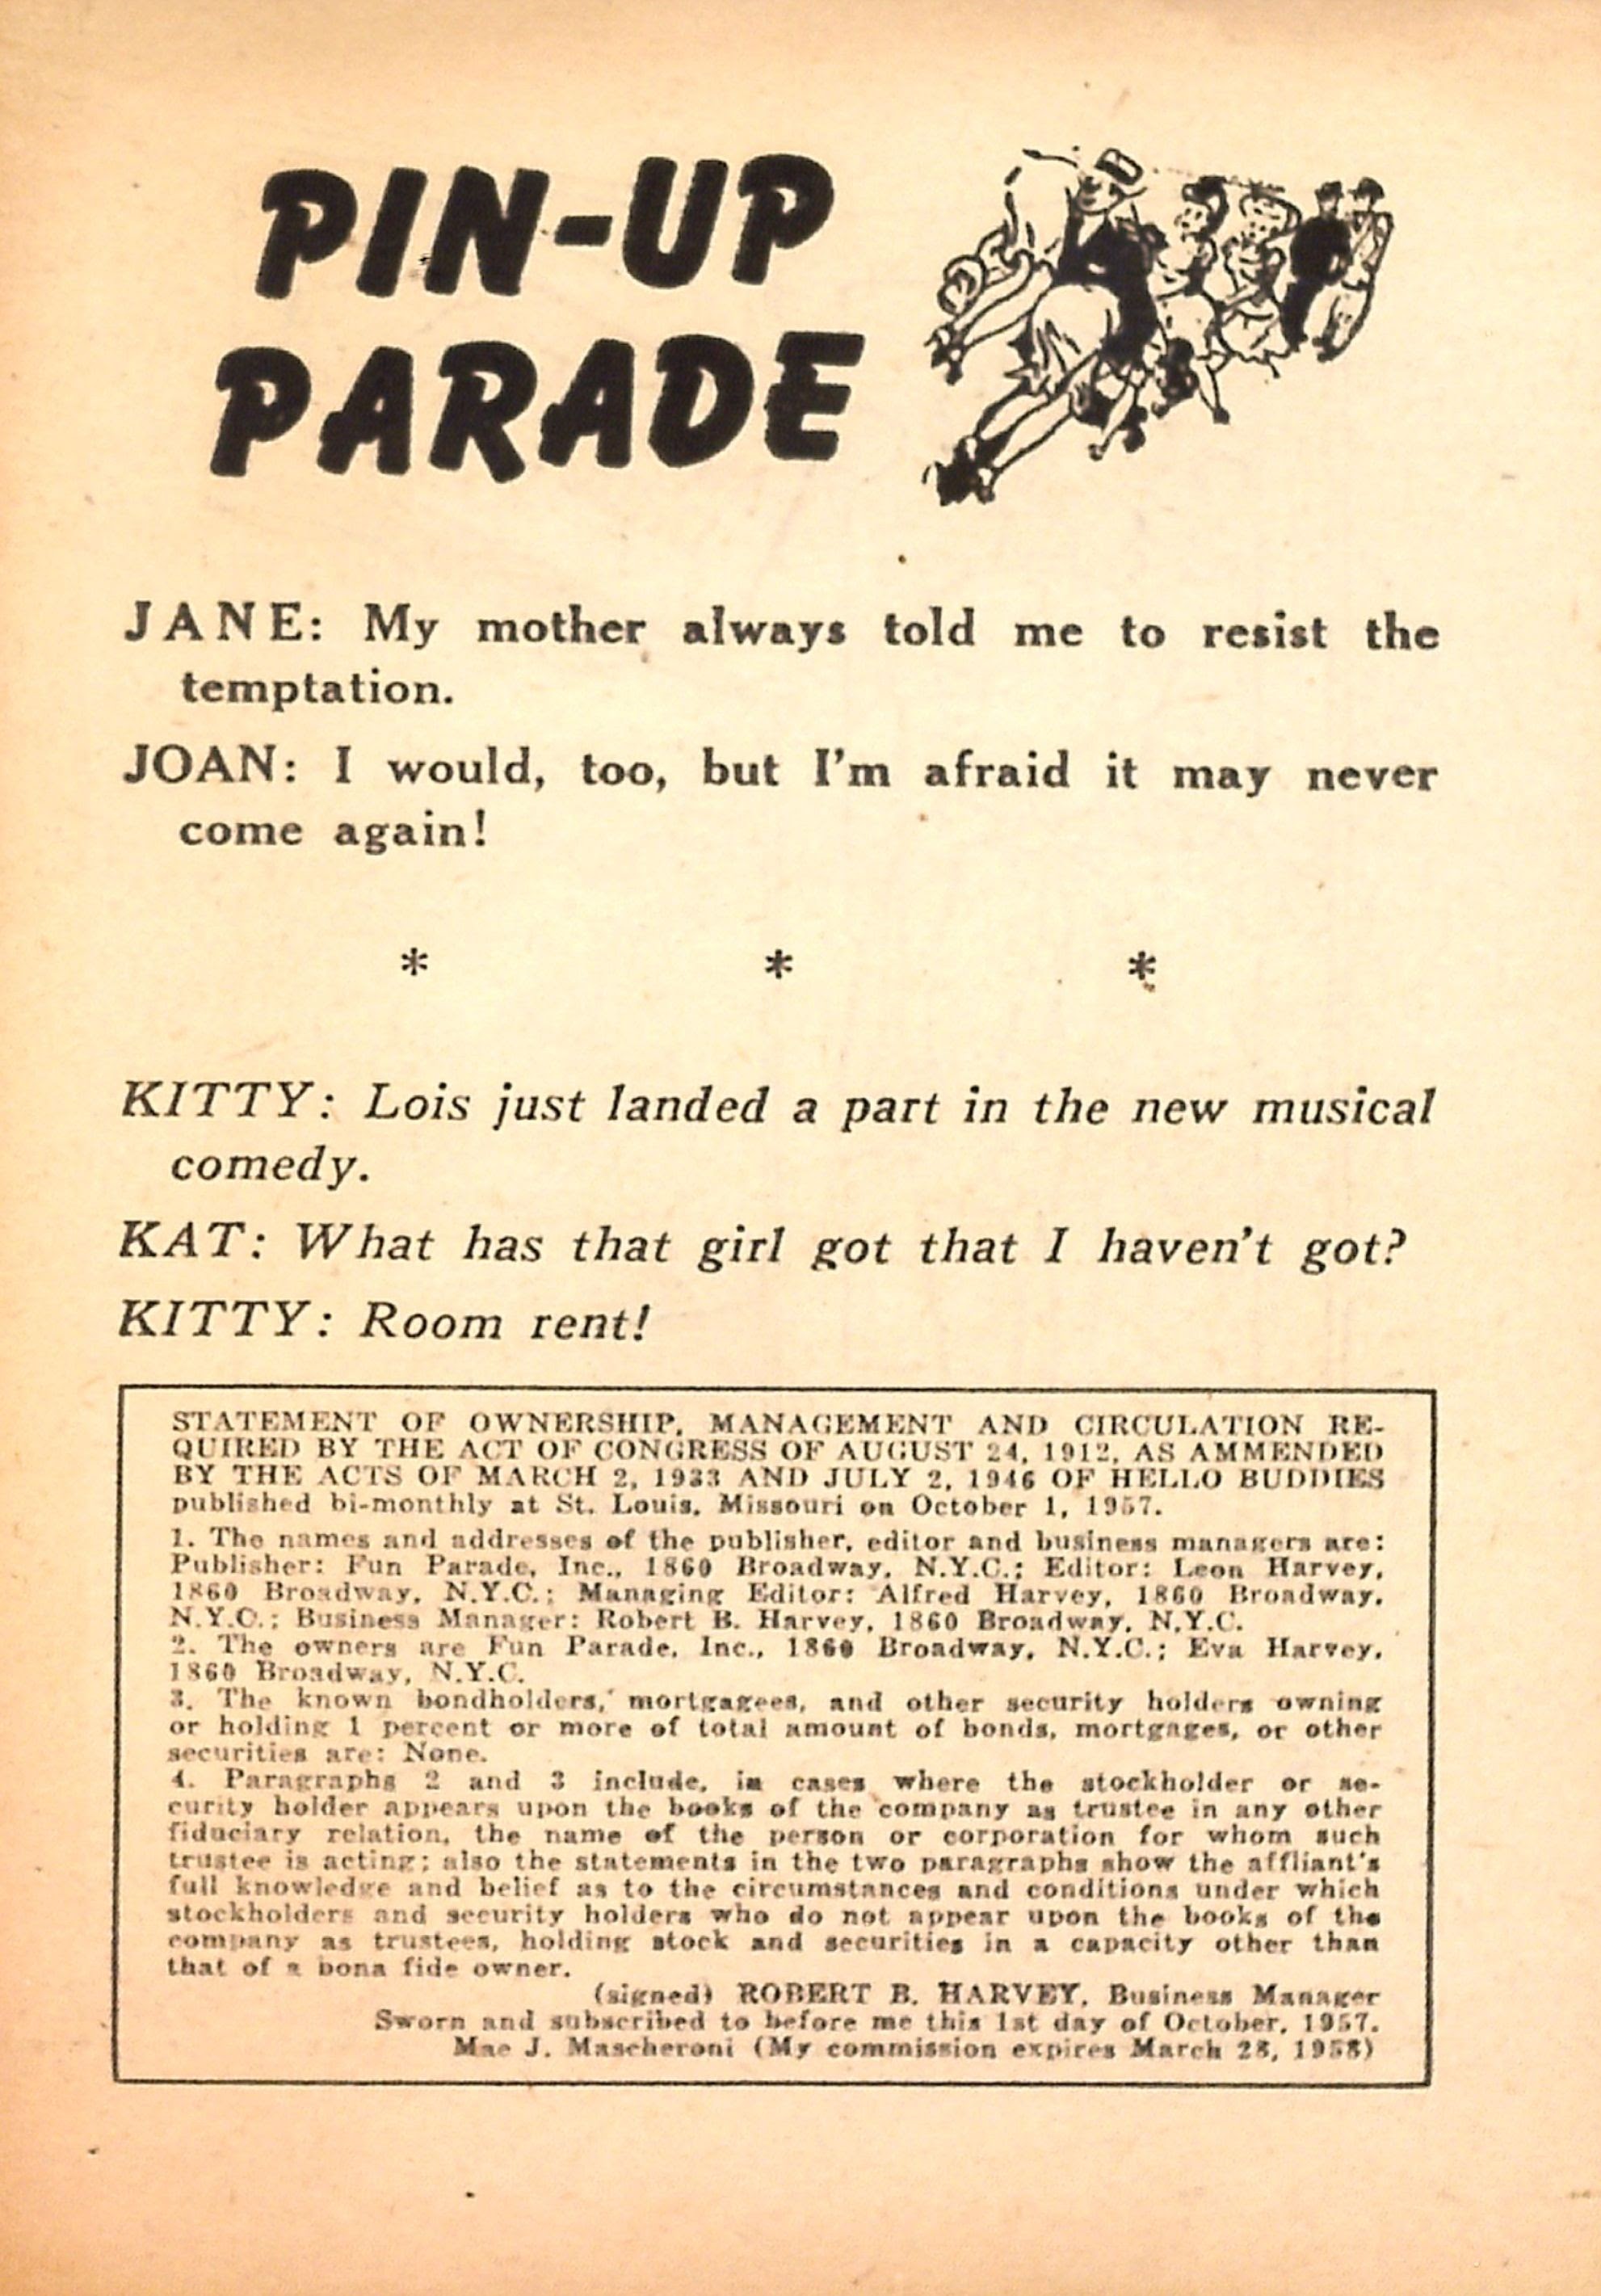 PIN-UP
PARADE
JANE: My mother always told me to resist the
temptation.
JOAN: I would, too, but I'm afraid it may never
come again!
* * *
KITTY: Lois just landed a part in the new musical
comedy.
KAT: What has that girl got that I haven't got?
KITTY: Room rent!
STATEMENT OF OWNERSHIP, MANAGEMENT AND CIRCULATION RE-
QUIRED BY THE ACT OF CONGRESS OF AUGUST 24, 1912, AS AMMENDED
BY THE ACTS OF MARCH 2, 1933 AND JULY 2, 1946 OF HELLO BUDDIES
published bi-monthly at St. Louis, Missouri on October 1, 1957.
1. The names and addresses of the publisher, editor and business managers are:
Publisher: Fun Parade, Inc., 1860 Broadway, N.Y.C.; Editor: Leon Harvey,
1860 Broadway, N.Y.C.; Managing Editor: Alfred Harvey, 1860 Broadway,
N.Y.C.; Business Manager: Robert B. Harvey, 1860 Broadway, N.Y.C.
2. The owners are Fun Parade, Inc., 1860 Broadway, N.Y.C.; Eva Harvey,
1860 Broadway, N.Y.C.
3. The known bondholders, mortgagees, and other security holders owning
or holding 1 percent or more of total amount of bonds, mortgages, or other
securities are: None.
4. Paragraphs 2 and 3 include, in cases where the stockholder or se-
curity holder appears upon the books of the company as trustee in any other
fiduciary relation, the name of the person or corporation for whom such
trustee is acting; also the statements in the two paragraphs show the affliant's
full knowledge and belief as to the circumstances and conditions under which
stockholders and security holders who do not appear upon the books of the
company as trustees, holding stock and securities in a capacity other than
that of a bona fide owner.
(signed) ROBERT B. HARVEY, Business Manager
Sworn and subscribed to before me this 1st day of October, 1957.
Mae J. Mascheroni (My commission expires March 28, 1958)